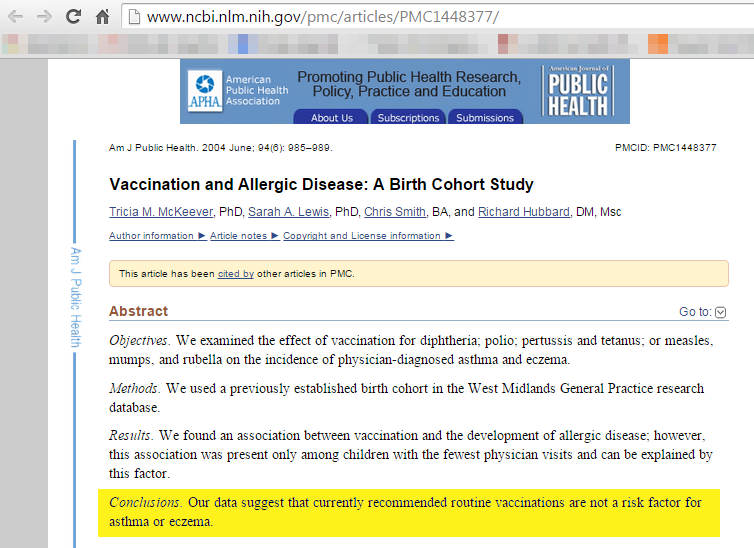 www.ncbi.nlm.nih.gov/pmc/articles/PMC1448377/
APHA
American
Public Health
Association
Promoting Public Health Research,
Policy, Practice and Education
American Journal of
PUBLIC
HEALTH
About Us
Subscriptions
Submissions
Am J Public Health. 2004 June; 94(6): 985–989.
PMCID: PMC1448377
Vaccination and Allergic Disease: A Birth Cohort Study
Tricia M. McKeever, PhD, Sarah A. Lewis, PhD, Chris Smith, BA, and Richard Hubbard, DM, Msc
Author information ► Article notes ► Copyright and License information ►
Am J Public Health
This article has been cited by other articles in PMC.
Abstract
Go to:
Objectives. We examined the effect of vaccination for diphtheria; polio; pertussis and tetanus; or measles,
mumps, and rubella on the incidence of physician-diagnosed asthma and eczema.
Methods. We used a previously established birth cohort in the West Midlands General Practice research
database.
Results. We found an association between vaccination and the development of allergic disease; however,
this association was present only among children with the fewest physician visits and can be explained by
this factor.
Conclusions. Our data suggest that currently recommended routine vaccinations are not a risk factor for
asthma or eczema.